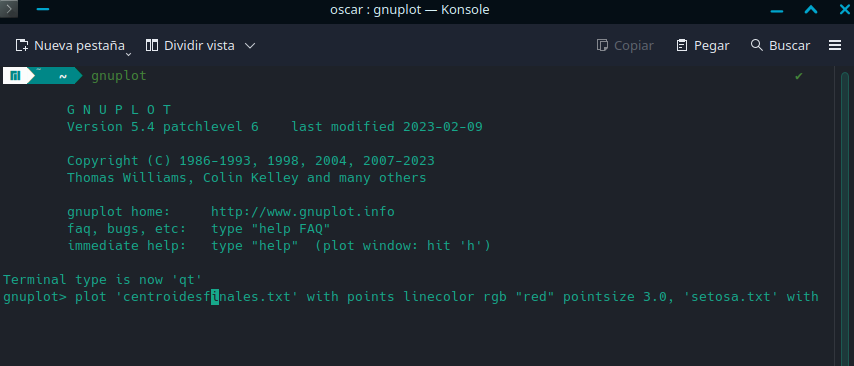 oscar : gnuplot — Konsole
Nueva pestaña
Dividir vista
Copiar
Pegar
Buscar
~ gnuplot ✔
G N U P L O T
Version 5.4 patchlevel 6 last modified 2023-02-09
Copyright (C) 1986-1993, 1998, 2004, 2007-2023
Thomas Williams, Colin Kelley and many others
gnuplot home: http://www.gnuplot.info
faq, bugs, etc: type "help FAQ"
immediate help: type "help" (plot window: hit 'h')
Terminal type is now 'qt'
gnuplot> plot 'centroidesfinales.txt' with points linecolor rgb "red" pointsize 3.0, 'setosa.txt' with